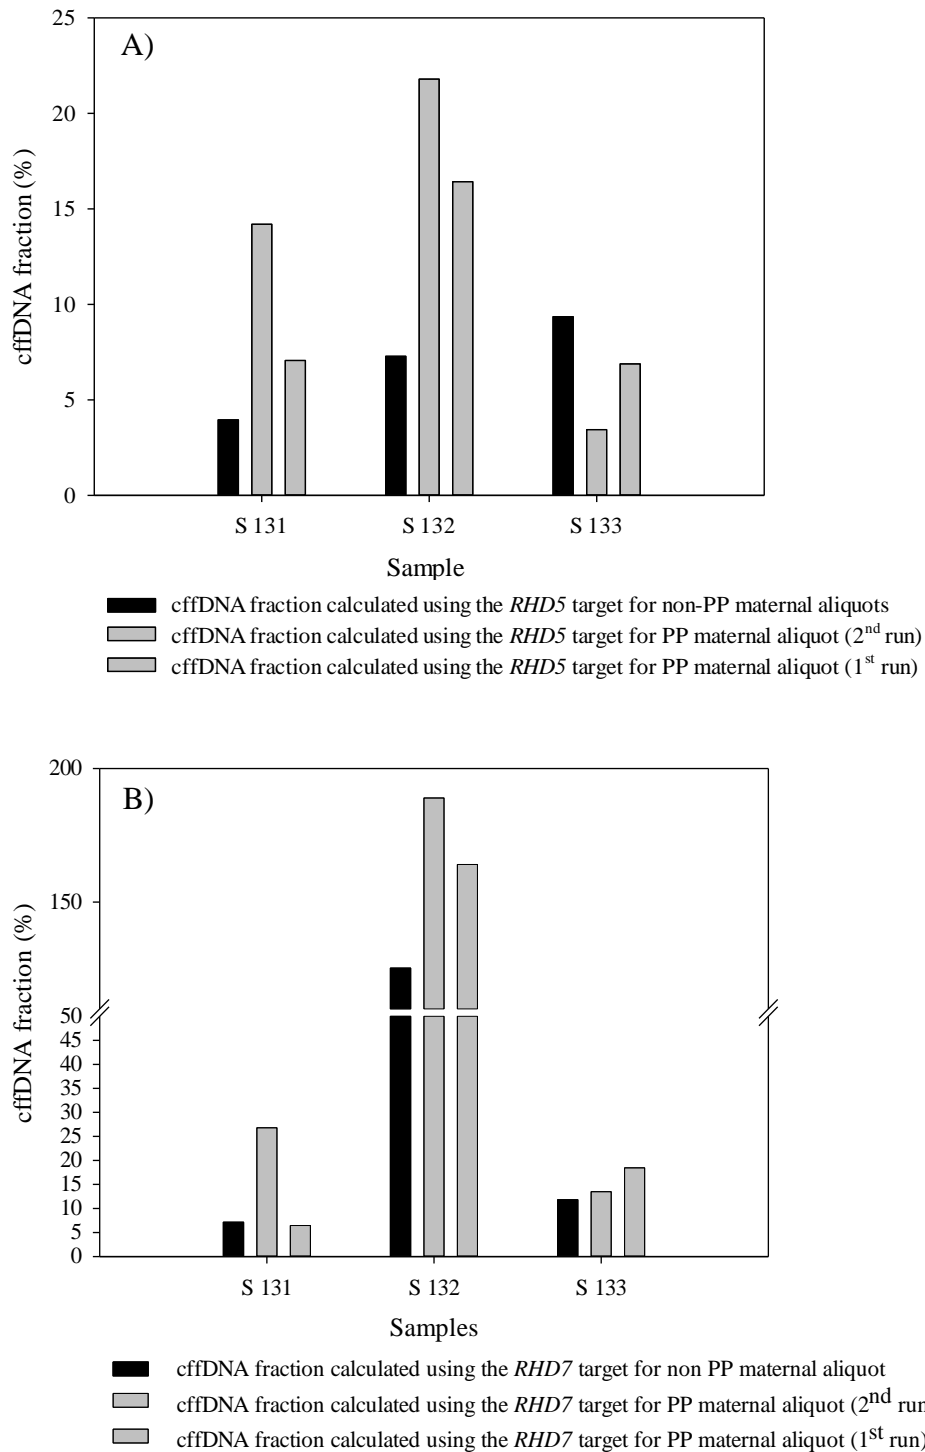 A)
25
20
15
10
5
0
cffDNA fraction (%)
S 131 S 132 S 133
Sample
cffDNA fraction calculated using the RHD5 target for non-PP maternal aliquots
cffDNA fraction calculated using the RHD5 target for PP maternal aliquot (2nd run)
cffDNA fraction calculated using the RHD5 target for PP maternal aliquot (1st run)
B)
200
150
50
45
40
35
30
25
20
15
10
5
0
cffDNA fraction (%)
S 131 S 132 S 133
Samples
cffDNA fraction calculated using the RHD7 target for non PP maternal aliquot
cffDNA fraction calculated using the RHD7 target for PP maternal aliquot (2nd run
cffDNA fraction calculated using the RHD7 target for PP maternal aliquot (1st run)